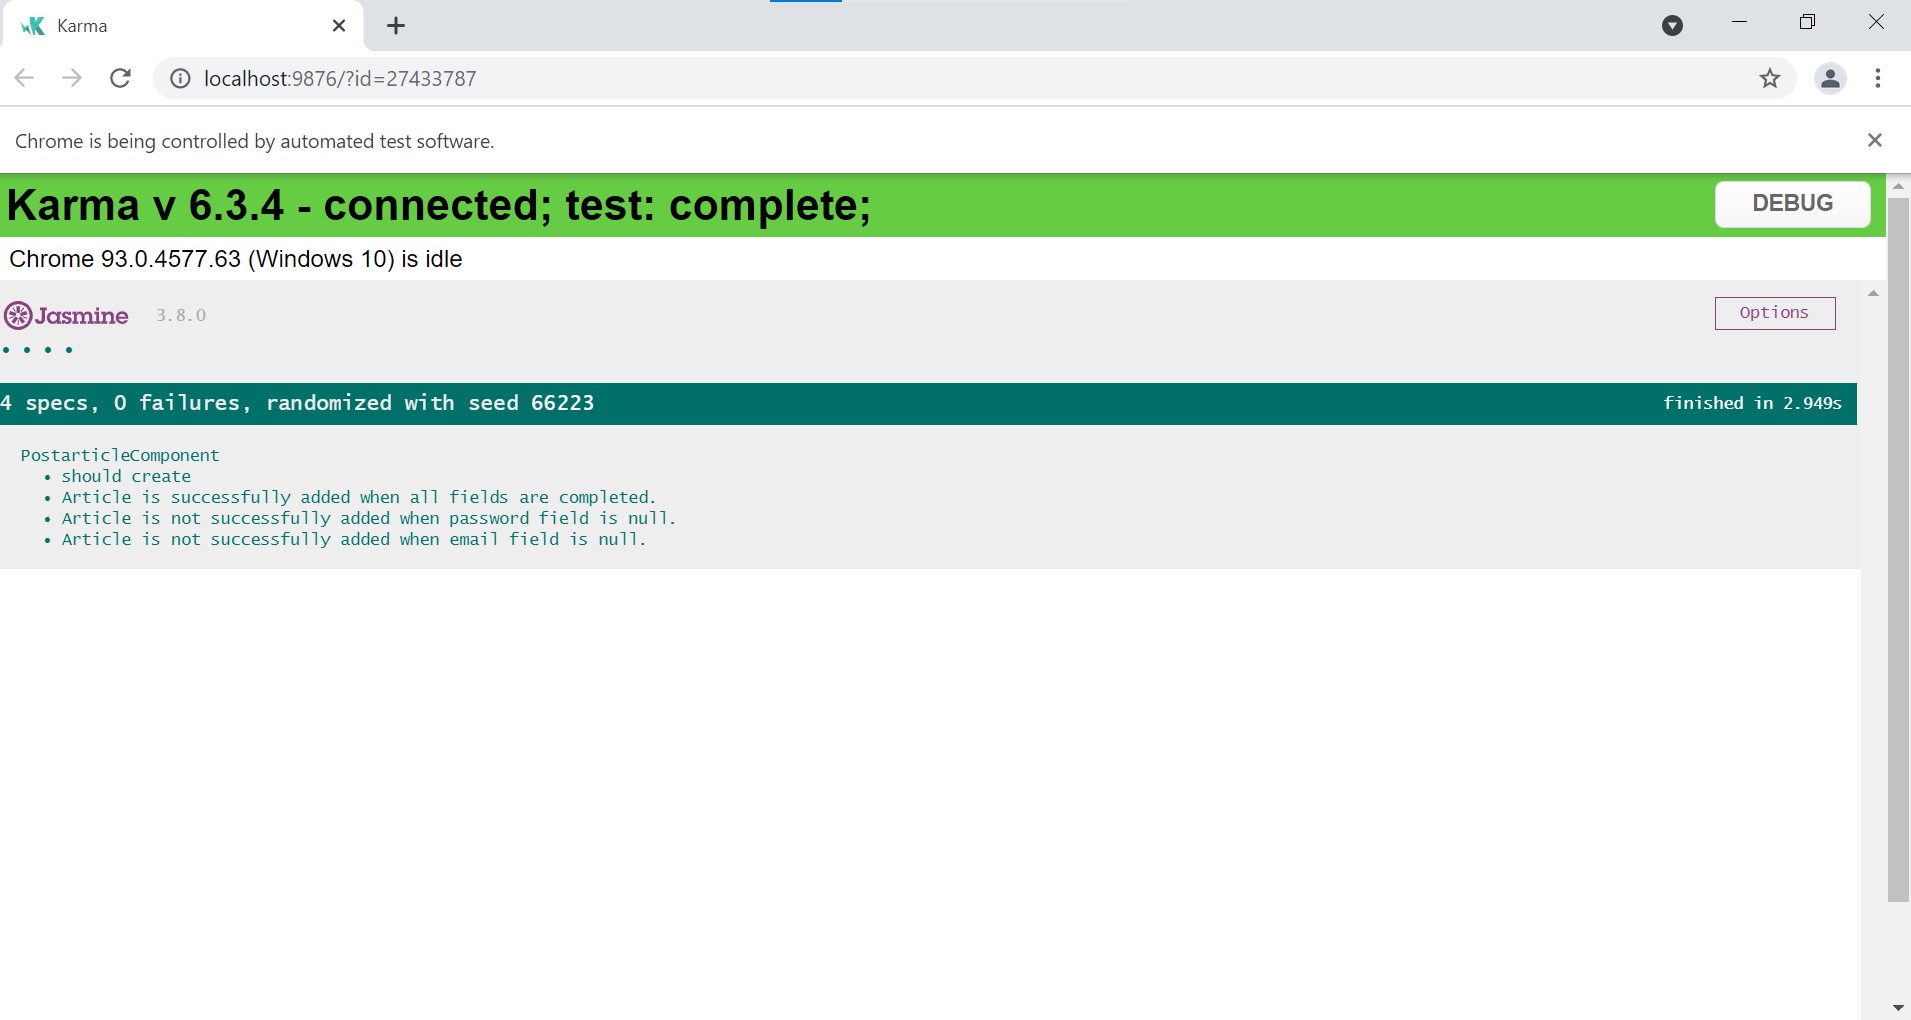 Karma
localhost:9876/?id=27433787
Chrome is being controlled by automated test software.
Karma v 6.3.4 - connected; test: complete;
DEBUG
Chrome 93.0.4577.63 (Windows 10) is idle
Jasmine 3.8.0
Options
• • • •
4 specs, 0 failures, randomized with seed 66223
finished in 2.949s
PostarticleComponent
• should create
• Article is successfully added when all fields are completed.
• Article is not successfully added when password field is null.
• Article is not successfully added when email field is null.